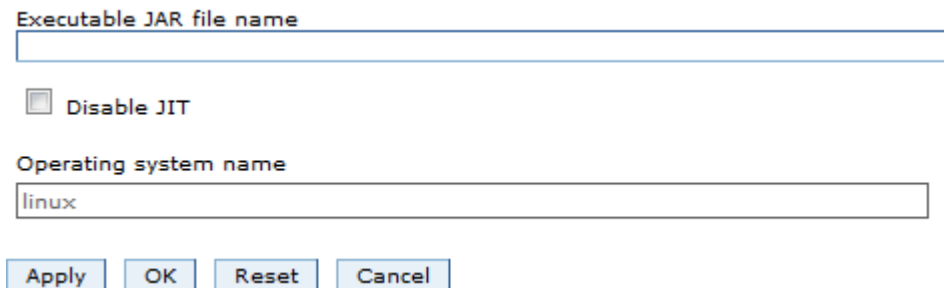 Executable JAR file name
Disable JIT
Operating system name
linux
Apply OK Reset Cancel